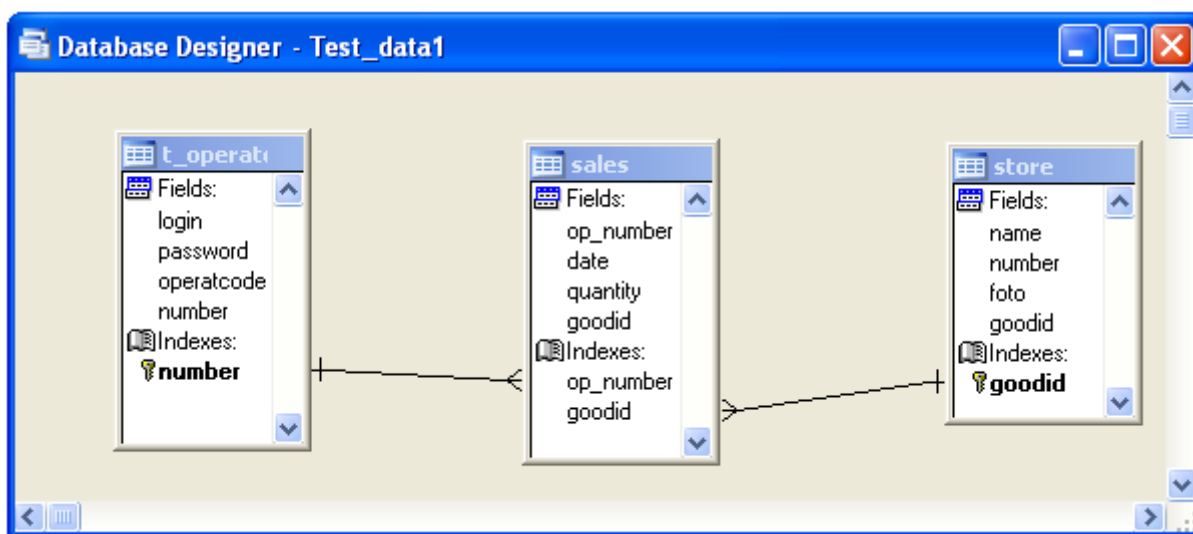 Database Designer - Test_data1
t_operat
Fields:
login
password
operatcode
number
Indexes:
number
sales
Fields:
op_number
date
quantity
goodid
Indexes:
op_number
goodid
store
Fields:
name
number
foto
goodid
Indexes:
goodid